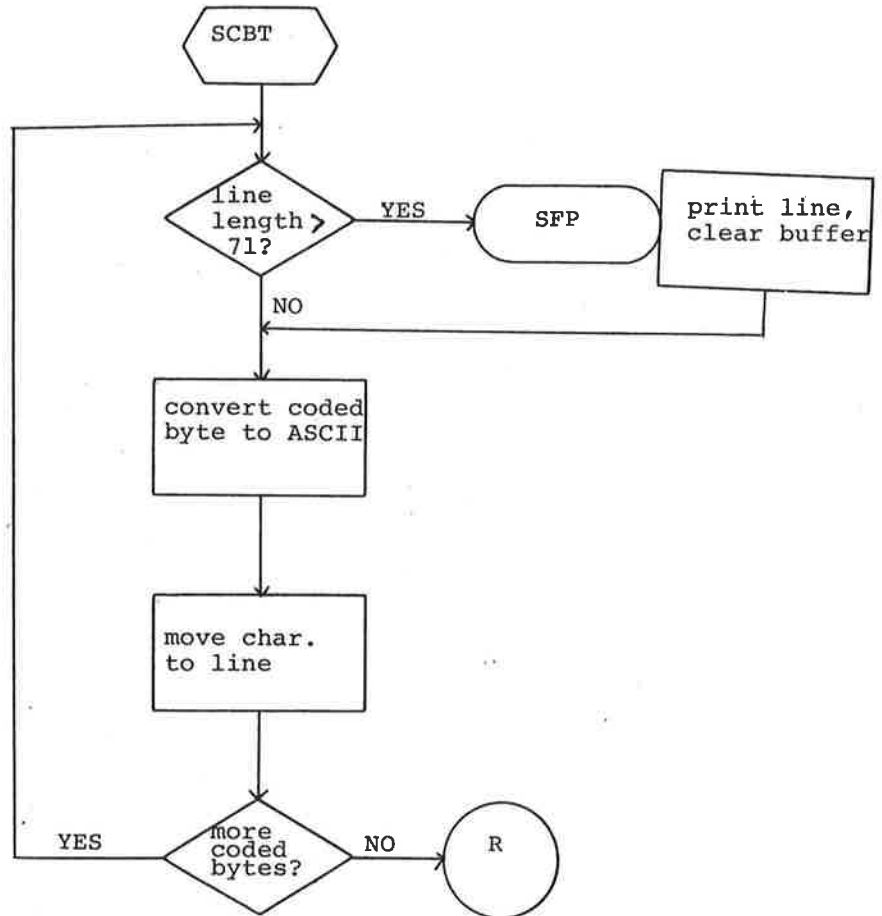 SCBT
line
length >
71?
YES
SFP
print line,
clear buffer
NO
convert coded
byte to ASCII
move char.
to line
more
coded
bytes?
YES
NO
R